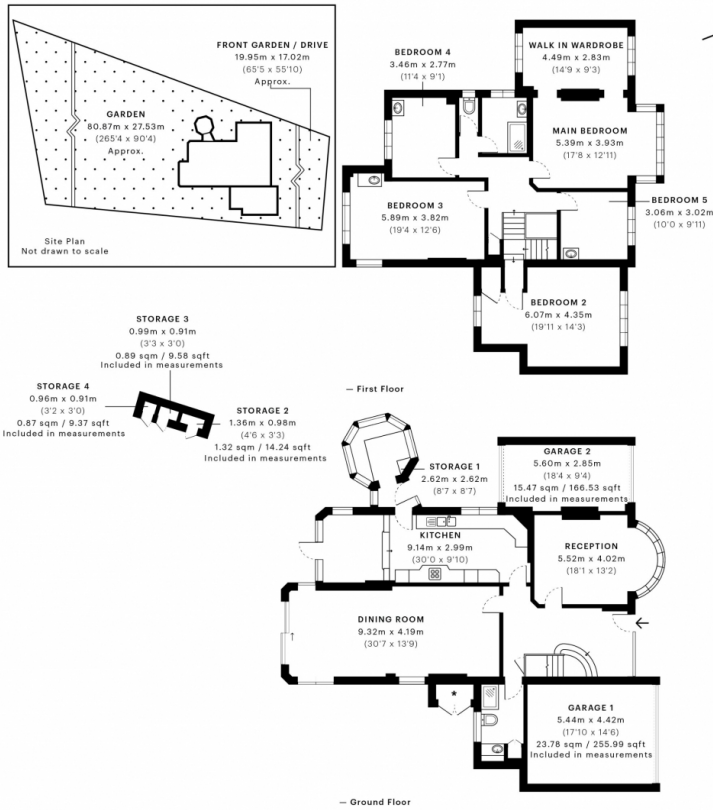 FRONT GARDEN / DRIVE
19.95m x 17.02m
(65'5 x 55'10)
Approx.
GARDEN
80.87m x 27.53m
(265'4 x 90'4)
Approx.
Site Plan
Not drawn to scale
BEDROOM 4
3.46m x 2.77m
(11'4 x 9'1)
WALK IN WARDROBE
4.49m x 2.83m
(14'9 x 9'3)
MAIN BEDROOM
5.39m x 3.93m
(17'8 x 12'11)
BEDROOM 3
5.89m x 3.82m
(19'4 x 12'6)
BEDROOM 5
3.06m x 3.02m
(10'0 x 9'11)
BEDROOM 2
6.07m x 4.35m
(19'11 x 14'3)
— First Floor
STORAGE 3
0.99m x 0.91m
(3'3 x 3'0)
0.89 sqm / 9.58 sqft
Included in measurements
STORAGE 4
0.96m x 0.91m
(3'2 x 3'0)
0.87 sqm / 9.37 sqft
Included in measurements
STORAGE 2
1.36m x 0.98m
(4'6 x 3'3)
1.32 sqm / 14.24 sqft
Included in measurements
STORAGE 1
2.62m x 2.62m
(8'7 x 8'7)
GARAGE 2
5.60m x 2.85m
(18'4 x 9'4)
15.47 sqm / 166.53 sqft
Included in measurements
KITCHEN
9.14m x 2.99m
(30'0 x 9'10)
RECEPTION
5.52m x 4.02m
(18'1 x 13'2)
DINING ROOM
9.32m x 4.19m
(30'7 x 13'9)
*
GARAGE 1
5.44m x 4.42m
(17'10 x 14'6)
23.78 sqm / 255.99 sqft
Included in measurements
— Ground Floor